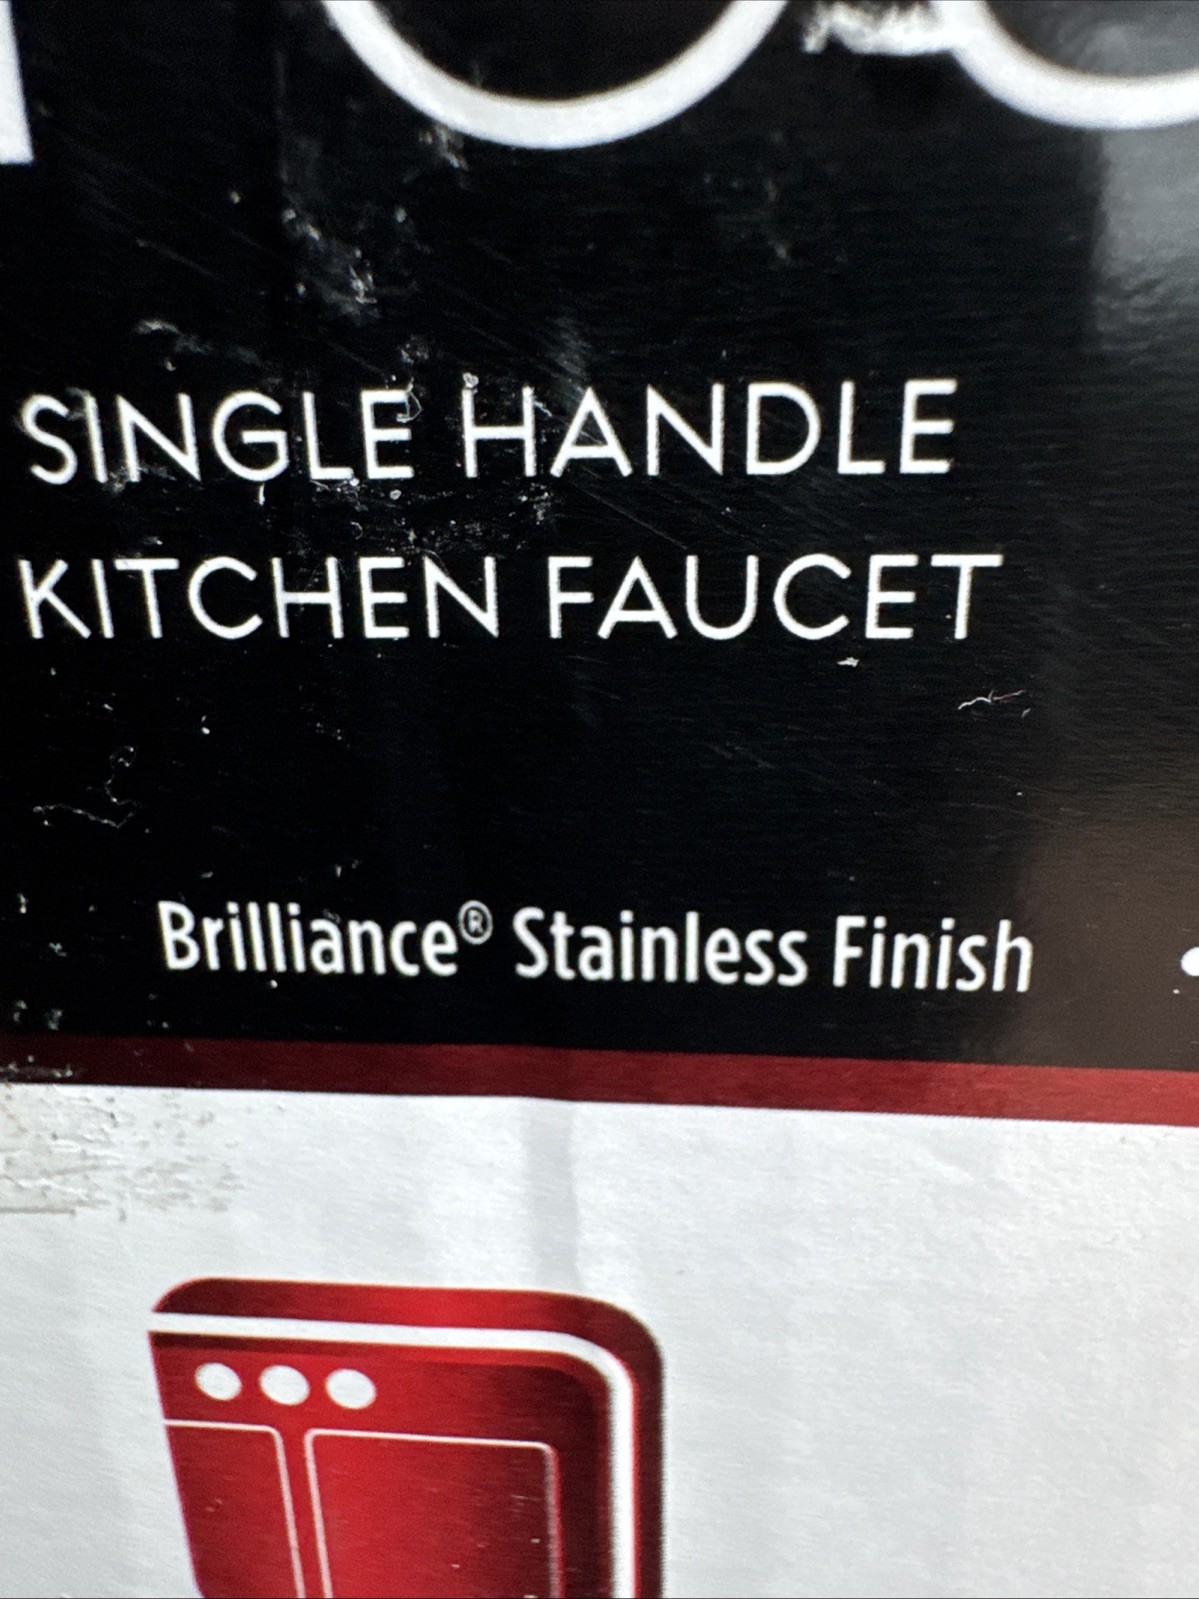 SINGLE HANDLE
KITCHEN FAUCET
Brilliance® Stainless Finish